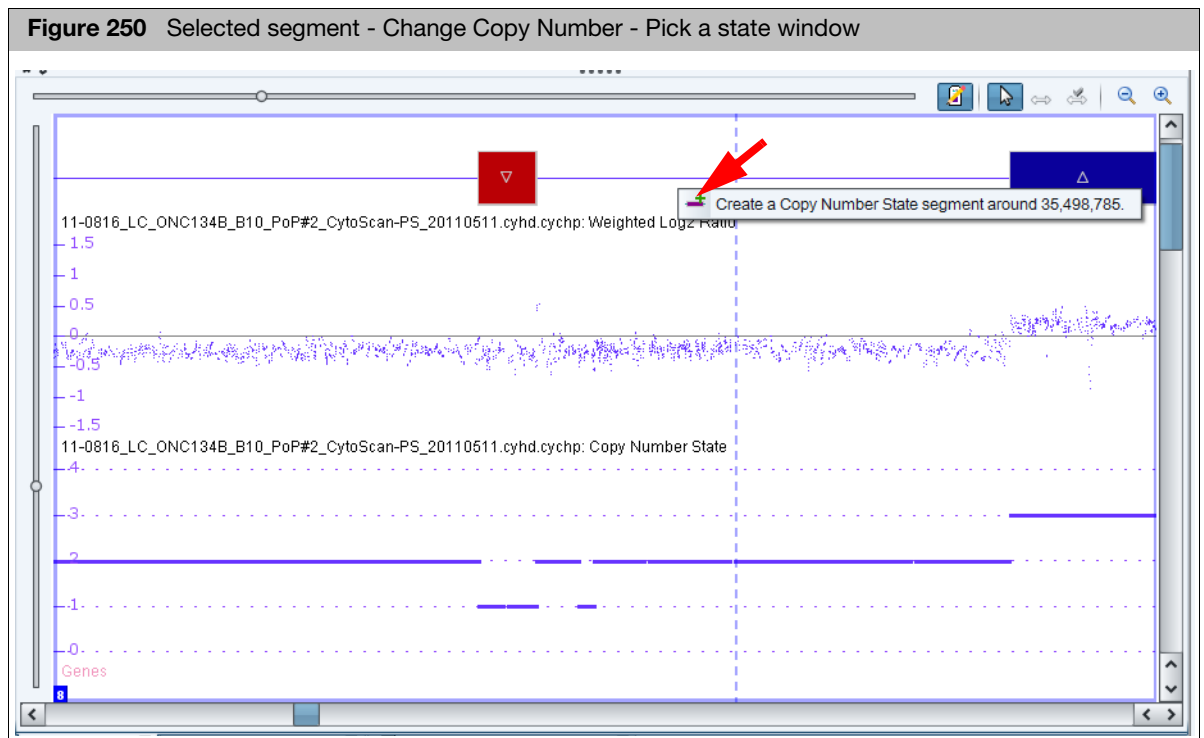 Figure 250 Selected segment - Change Copy Number - Pick a state window
Create a Copy Number State segment around 35,498,785.
11-0816_LC_ONC134B_B10_PoP#2_CytoScan-PS_20110511.cyhd.cychp: Weighted Log2 Ratio
1.5
1
0.5
0
-0.5
-1
-1.5
11-0816_LC_ONC134B_B10_PoP#2_CytoScan-PS_20110511.cyhd.cychp: Copy Number State
4
3
2
1
0
Genes
8